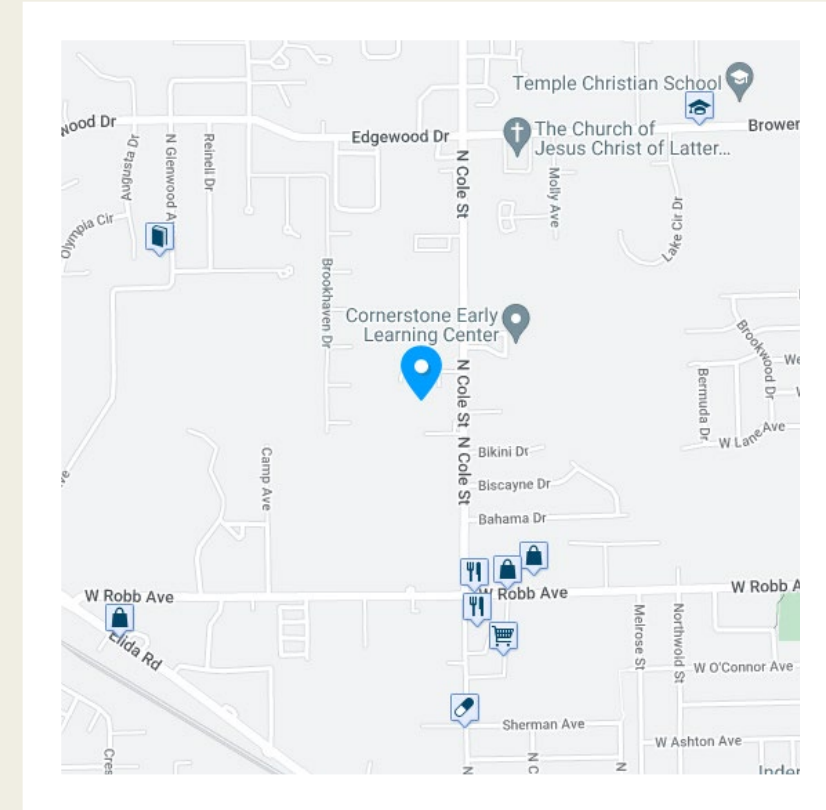 Temple Christian School
wood Dr
Edgewood Dr
The Church of
Jesus Christ of Latter...
Brower
Augusta Dr
N Glenwood A
Reinell Dr
N Cole St
Molly Ave
Lake Cir Dr
Olympia Cir
Brookhaven Dr
Cornerstone Early
Learning Center
Brookwood Dr
We
N Cole St
Bermuda Dr
W Lane Ave
N Cole St
Bikini Dr
Camp Ave
ve
Biscayne Dr
Bahama Dr
W Robb Ave
W Robb Ave
W Robb A
Elida Rd
Melrose St
Northwold St
W O'Connor Ave
Sherman Ave
W Ashton Ave
Cres
N
N C
N
Inder